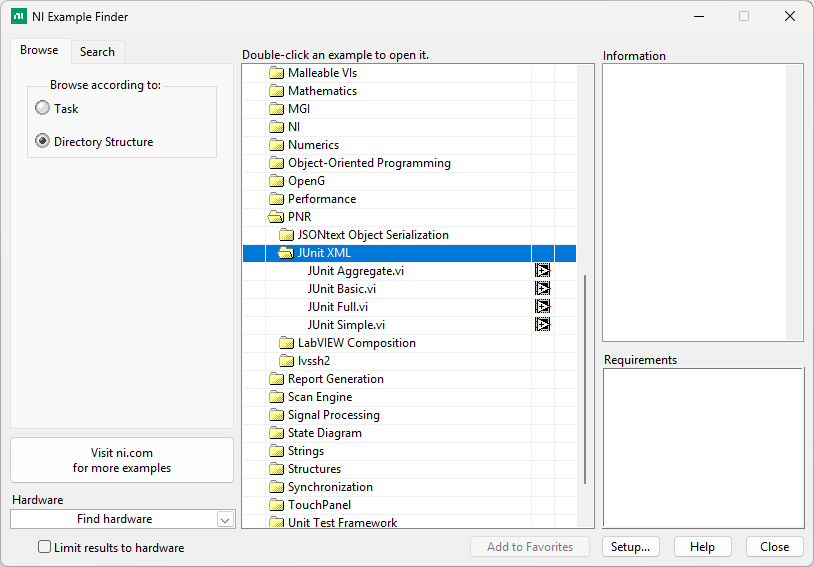 NI Example Finder
Browse
Search
Browse according to:
Task
Directory Structure
Visit ni.com
for more examples
Hardware
Find hardware
Limit results to hardware
Double-click an example to open it.
Malleable VIs
Mathematics
MGI
NI
Numerics
Object-Oriented Programming
OpenG
Performance
PNR
JSONtext Object Serialization
JUnit XML
JUnit Aggregate.vi
JUnit Basic.vi
JUnit Full.vi
JUnit Simple.vi
LabVIEW Composition
lvssh2
Report Generation
Scan Engine
Signal Processing
State Diagram
Strings
Structures
Synchronization
TouchPanel
Unit Test Framework
Information
Requirements
Add to Favorites
Setup...
Help
Close